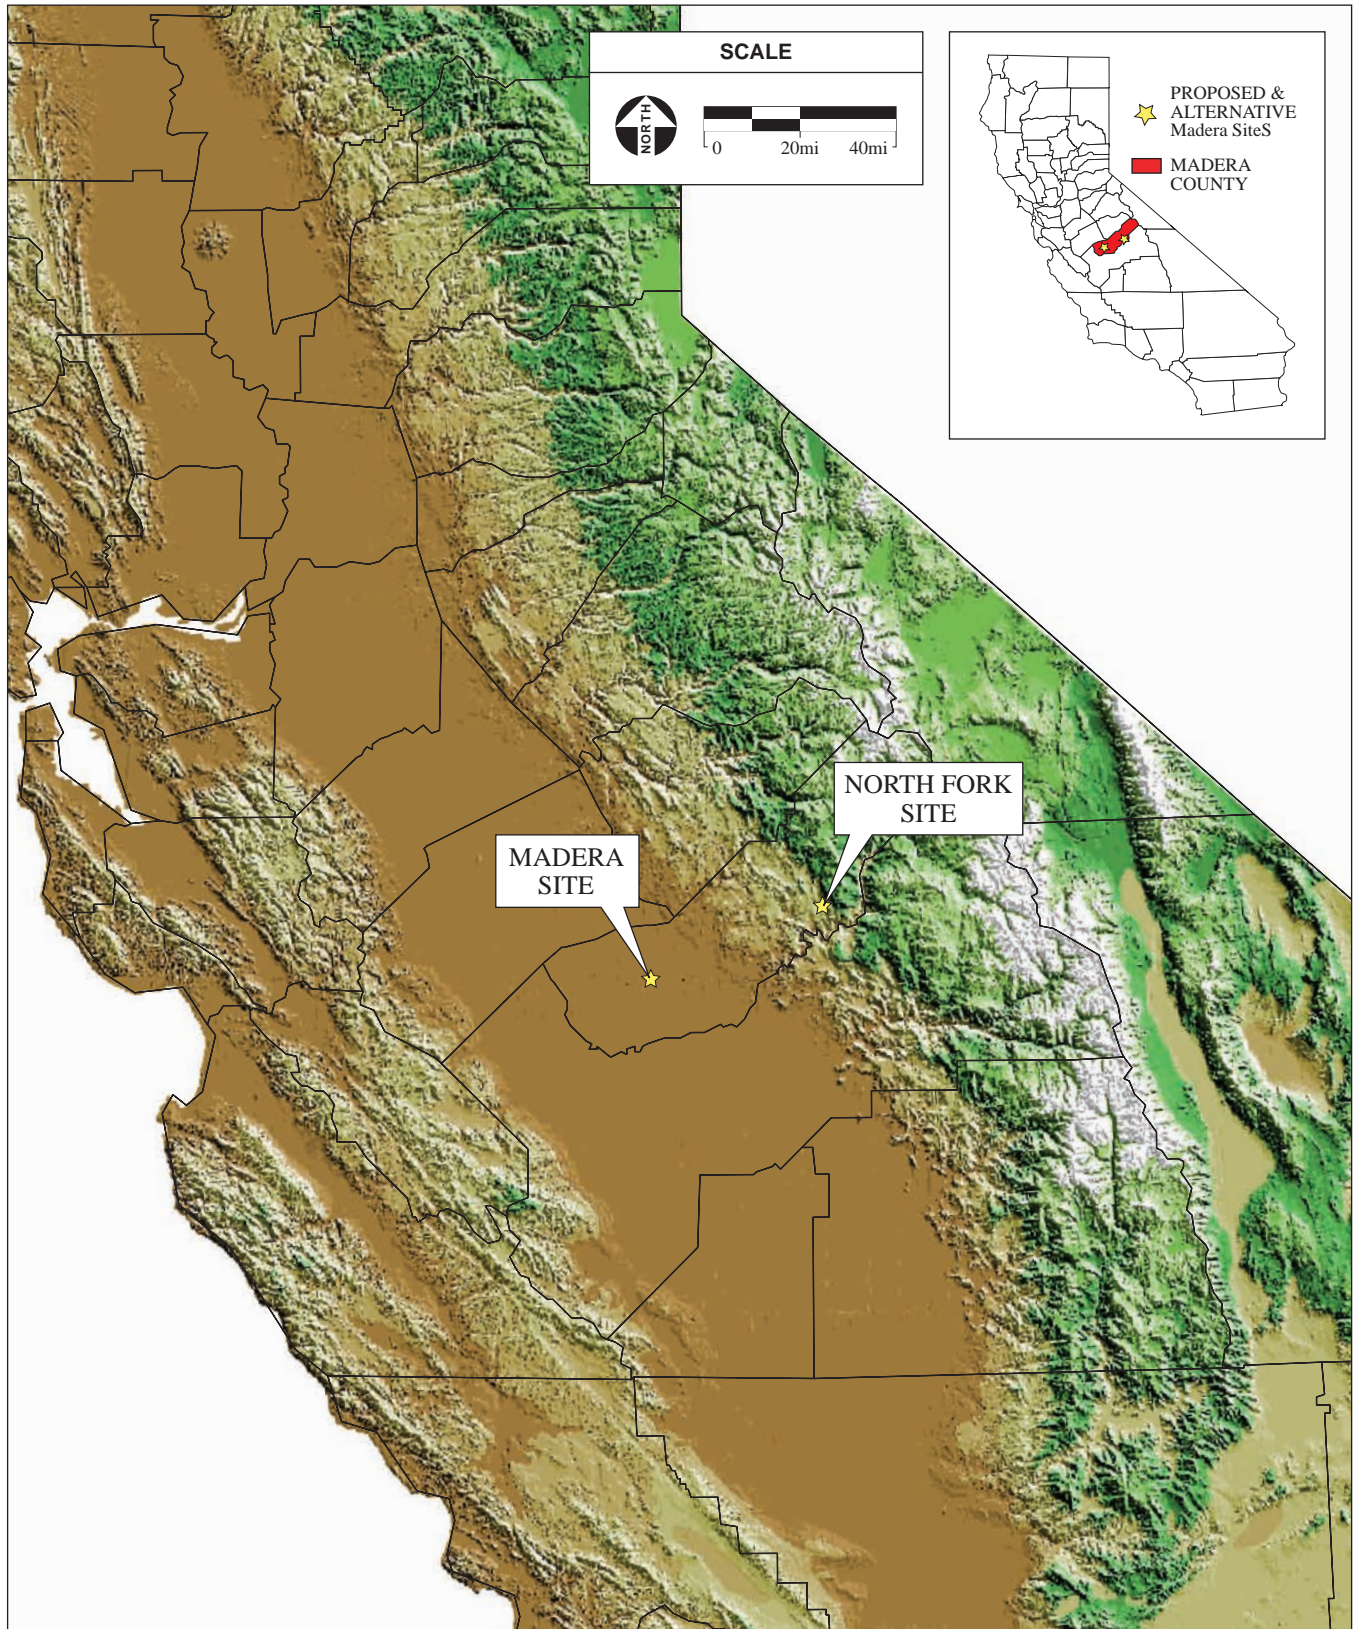 SCALE
NORTH
0 20mi 40mi
PROPOSED &
ALTERNATIVE
Madera SiteS
MADERA
COUNTY
NORTH FORK
SITE
MADERA
SITE